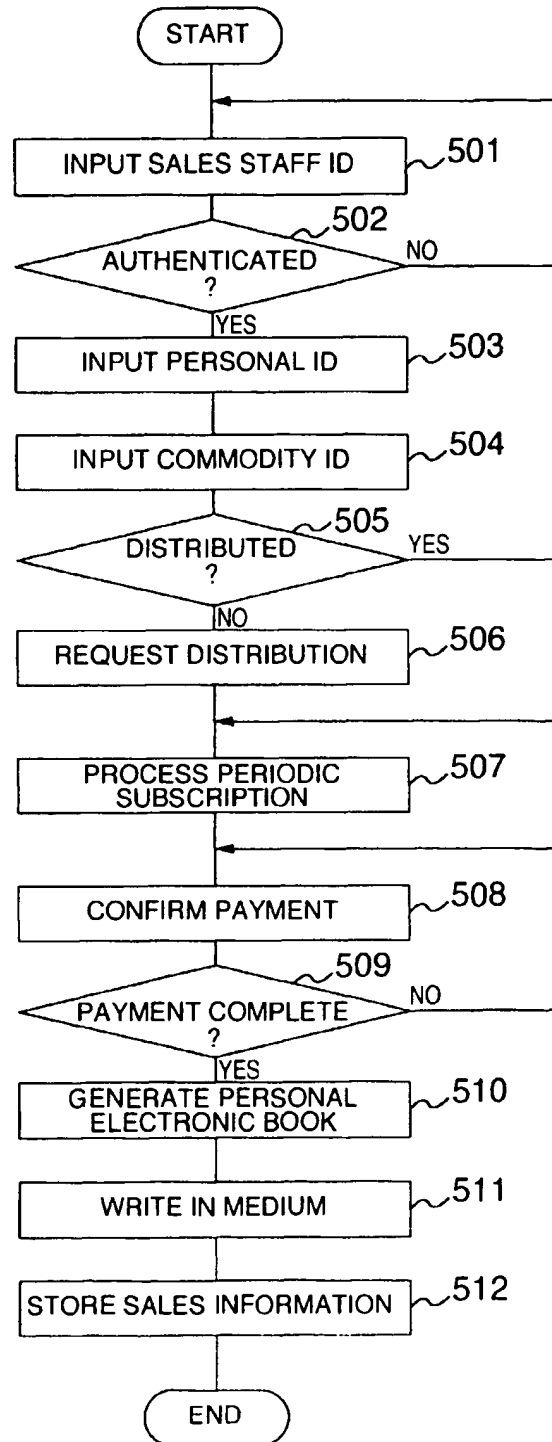 START
INPUT SALES STAFF ID
501
502
AUTHENTICATED
?
NO
YES
INPUT PERSONAL ID
503
INPUT COMMODITY ID
504
505
DISTRIBUTED
?
YES
NO
REQUEST DISTRIBUTION
506
PROCESS PERIODIC
SUBSCRIPTION
507
CONFIRM PAYMENT
508
509
PAYMENT COMPLETE
?
NO
YES
GENERATE PERSONAL
ELECTRONIC BOOK
510
WRITE IN MEDIUM
511
STORE SALES INFORMATION
512
END